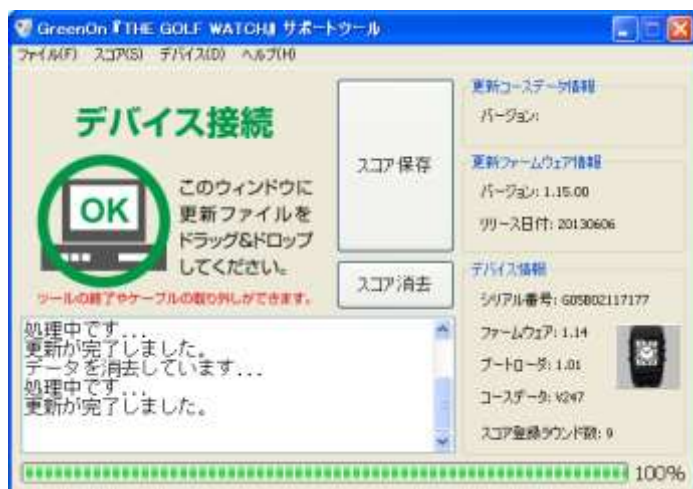 GreenOn『THE GOLF WATCH』サポートツール
ファイル(F) スコア(S) デバイス(D) ヘルプ(H)
デバイス接続
OK
このウィンドウに
更新ファイルを
ドラッグ&ドロップ
してください。
ツールの終了やケーブルの取り外しができます。
スコア保存
スコア消去
更新コースデータ情報
バージョン:
更新ファームウェア情報
バージョン: 1.15.00
リリース日付: 20130606
デバイス情報
シリアル番号: G05B02117177
ファームウェア: 1.14
ブートローダ: 1.01
コースデータ: V247
スコア登録ラウンド数: 9
処理中です...
更新が完了しました。
データを消去しています...
処理中です...
更新が完了しました。
100%